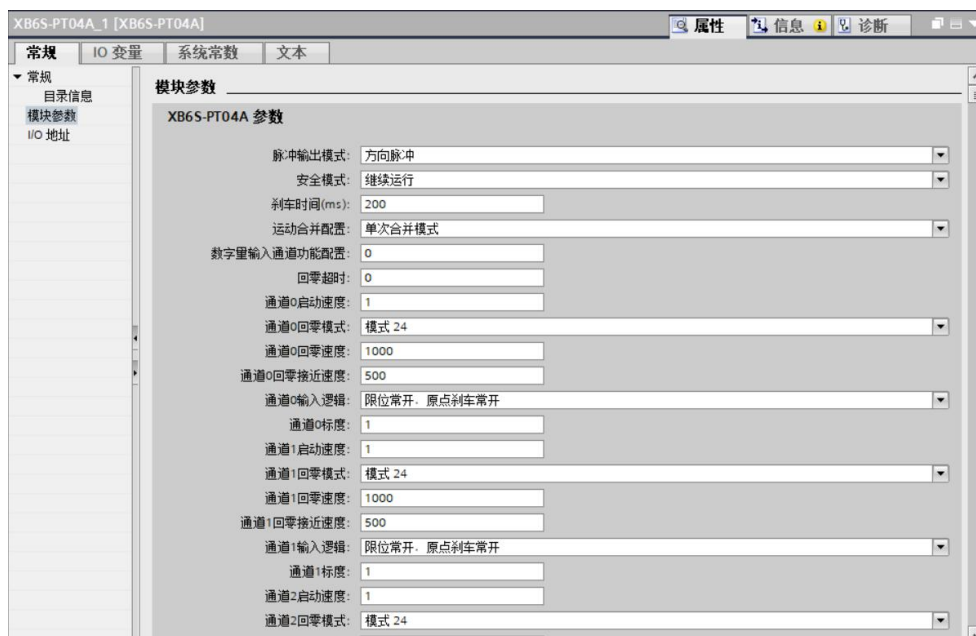 XB6S-PT04A_1 [XB6S-PT04A]
属性 信息 诊断
常规 IO 变量 系统常数 文本
常规
目录信息
模块参数
I/O 地址
模块参数
XB6S-PT04A 参数
脉冲输出模式: 方向脉冲
安全模式: 继续运行
刹车时间(ms): 200
运动合并配置: 单次合并模式
数字里输入通道功能配置: 0
回零超时: 0
通道0启动速度: 1
通道0回零模式: 模式 24
通道0回零速度: 1000
通道0回零接近速度: 500
通道0输入逻辑: 限位常开，原点刹车常开
通道0标度: 1
通道1启动速度: 1
通道1回零模式: 模式 24
通道1回零速度: 1000
通道1回零接近速度: 500
通道1输入逻辑: 限位常开，原点刹车常开
通道1标度: 1
通道2启动速度: 1
通道2回零模式: 模式 24